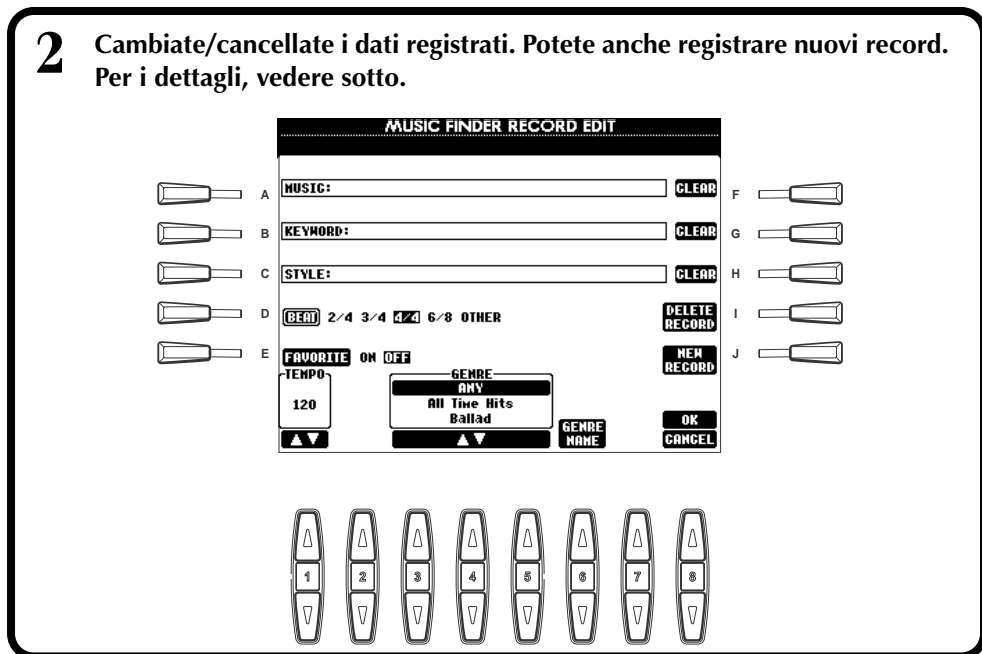 2 Cambiate/cancellate i dati registrati. Potete anche registrare nuovi record.
Per i dettagli, vedere sotto.
MUSIC FINDER RECORD EDIT
A MUSIC: CLEAR F
B KEYWORD: CLEAR G
C STYLE: CLEAR H
D BEAT 2/4 3/4 4/4 6/8 OTHER DELETE RECORD I
E FAVORITE ON OFF NEW RECORD J
TEMPO GENRE
ANY
120 All Time Hits
Ballad
GENRE NAME
OK
CANCEL
1 2 3 4 5 6 7 8